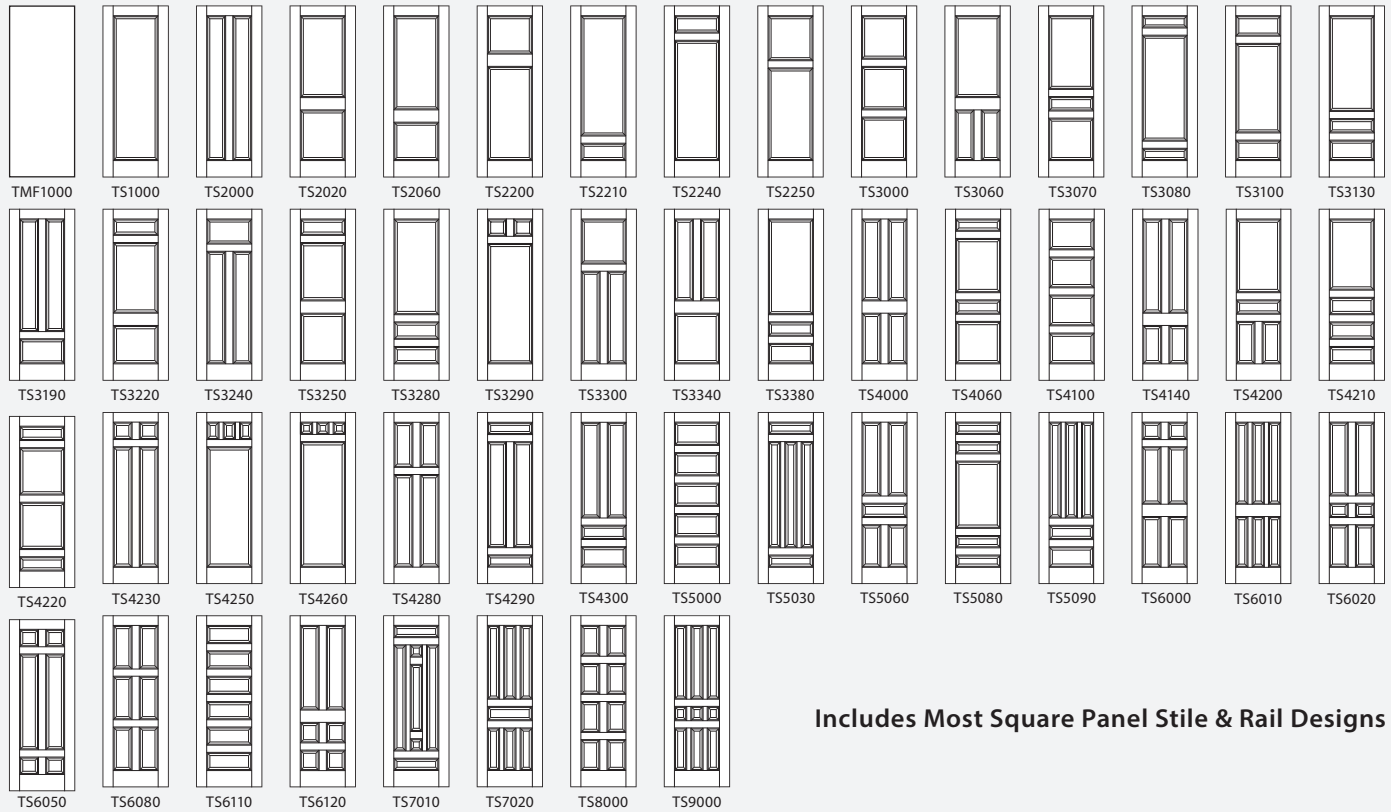 TMF1000 TS1000 TS2000 TS2020 TS2060 TS2200 TS2210 TS2240 TS2250 TS3000 TS3060 TS3070 TS3080 TS3100 TS3130
TS3190 TS3220 TS3240 TS3250 TS3280 TS3290 TS3300 TS3340 TS3380 TS4000 TS4060 TS4100 TS4140 TS4200 TS4210
TS4220 TS4230 TS4250 TS4260 TS4280 TS4290 TS4300 TS5000 TS5030 TS5060 TS5080 TS5090 TS6000 TS6010 TS6020
Includes Most Square Panel Stile & Rail Designs
TS6050 TS6080 TS6110 TS6120 TS7010 TS7020 TS8000 TS9000